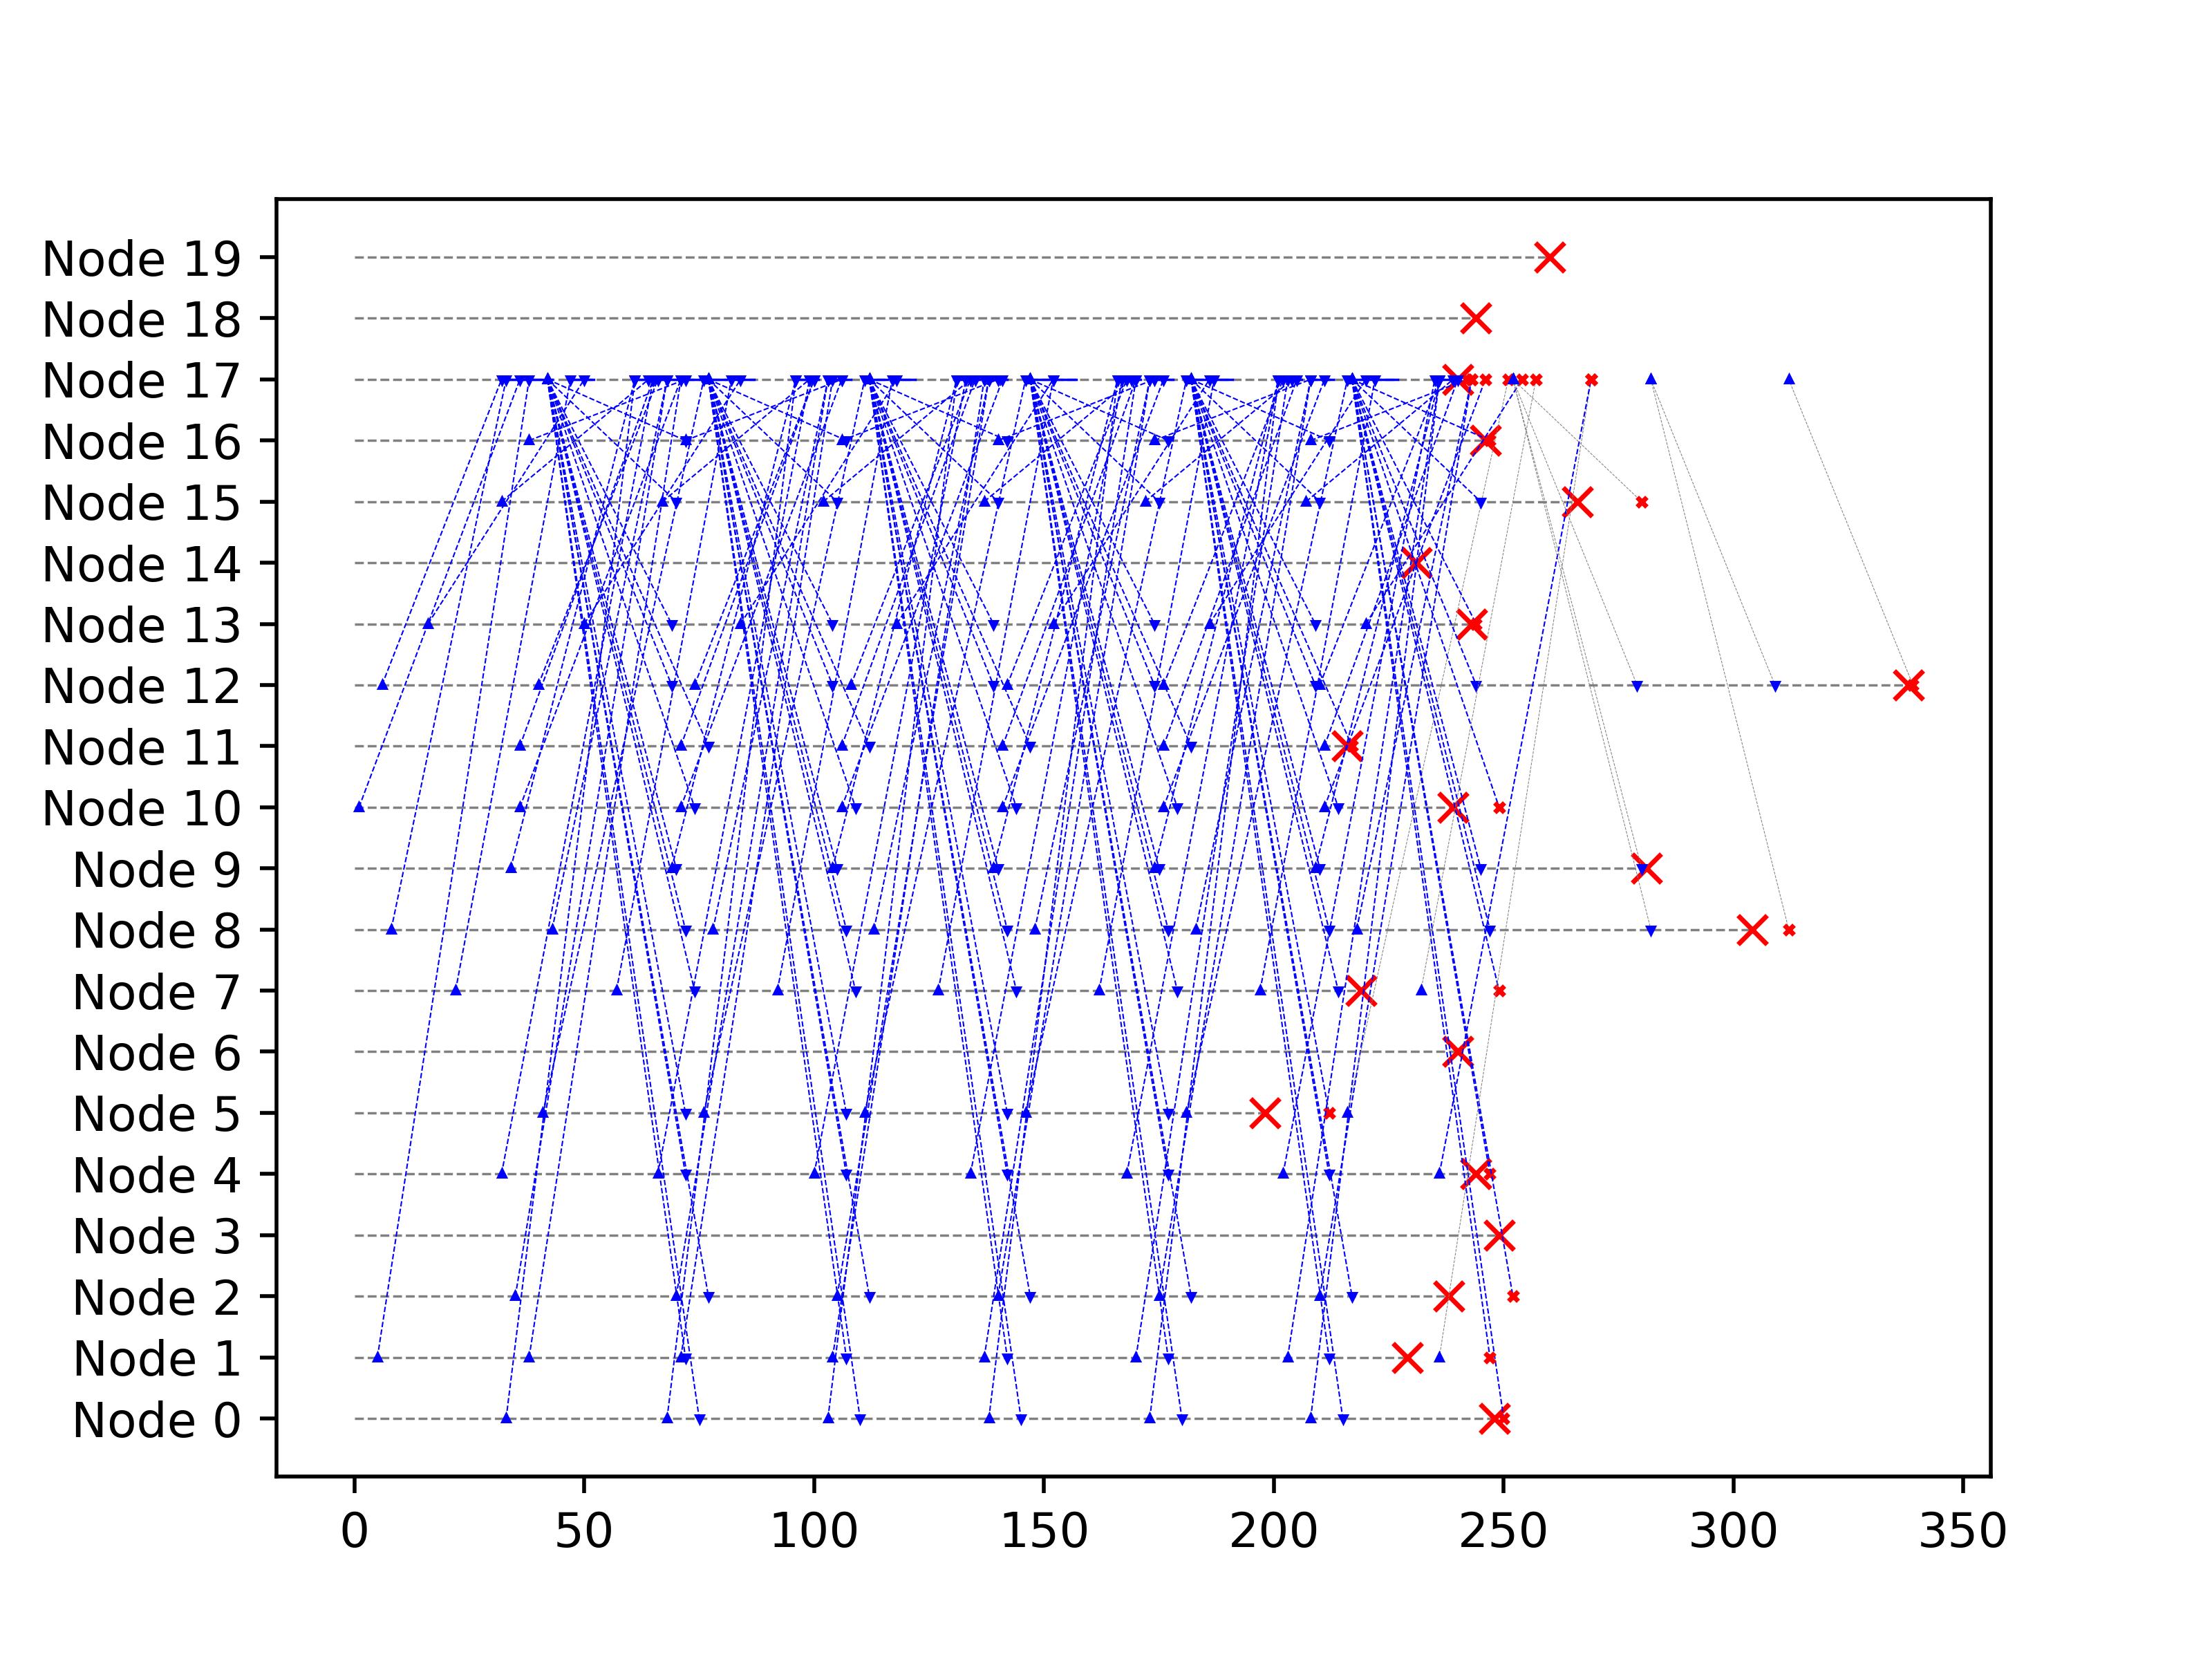 Node 19
Node 18
Node 17
Node 16
Node 15
Node 14
Node 13
Node 12
Node 11
Node 10
Node 9
Node 8
Node 7
Node 6
Node 5
Node 4
Node 3
Node 2
Node 1
Node 0
0 50 100 150 200 250 300 350